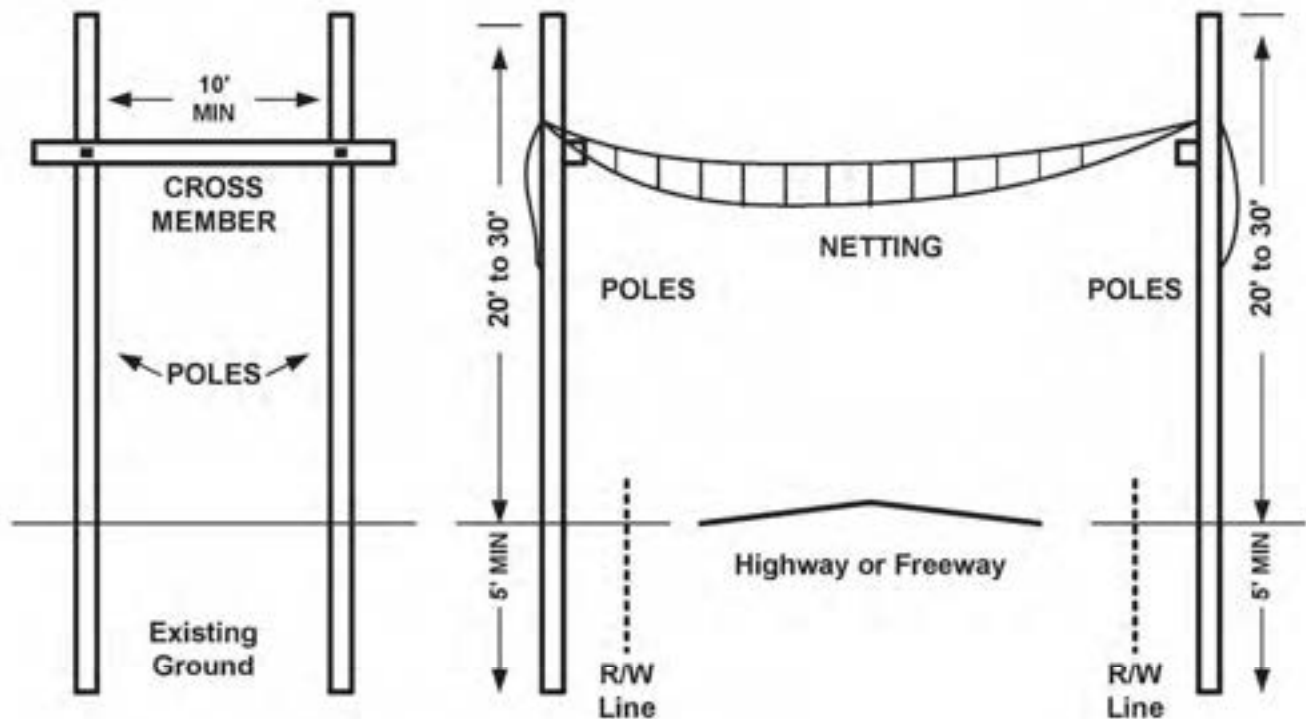 10'
MIN
CROSS
MEMBER
POLES
Existing
Ground
20' to 30'
5' MIN
NETTING
POLES
POLES
20' to 30'
Highway or Freeway
5' MIN
R/W
Line
R/W
Line